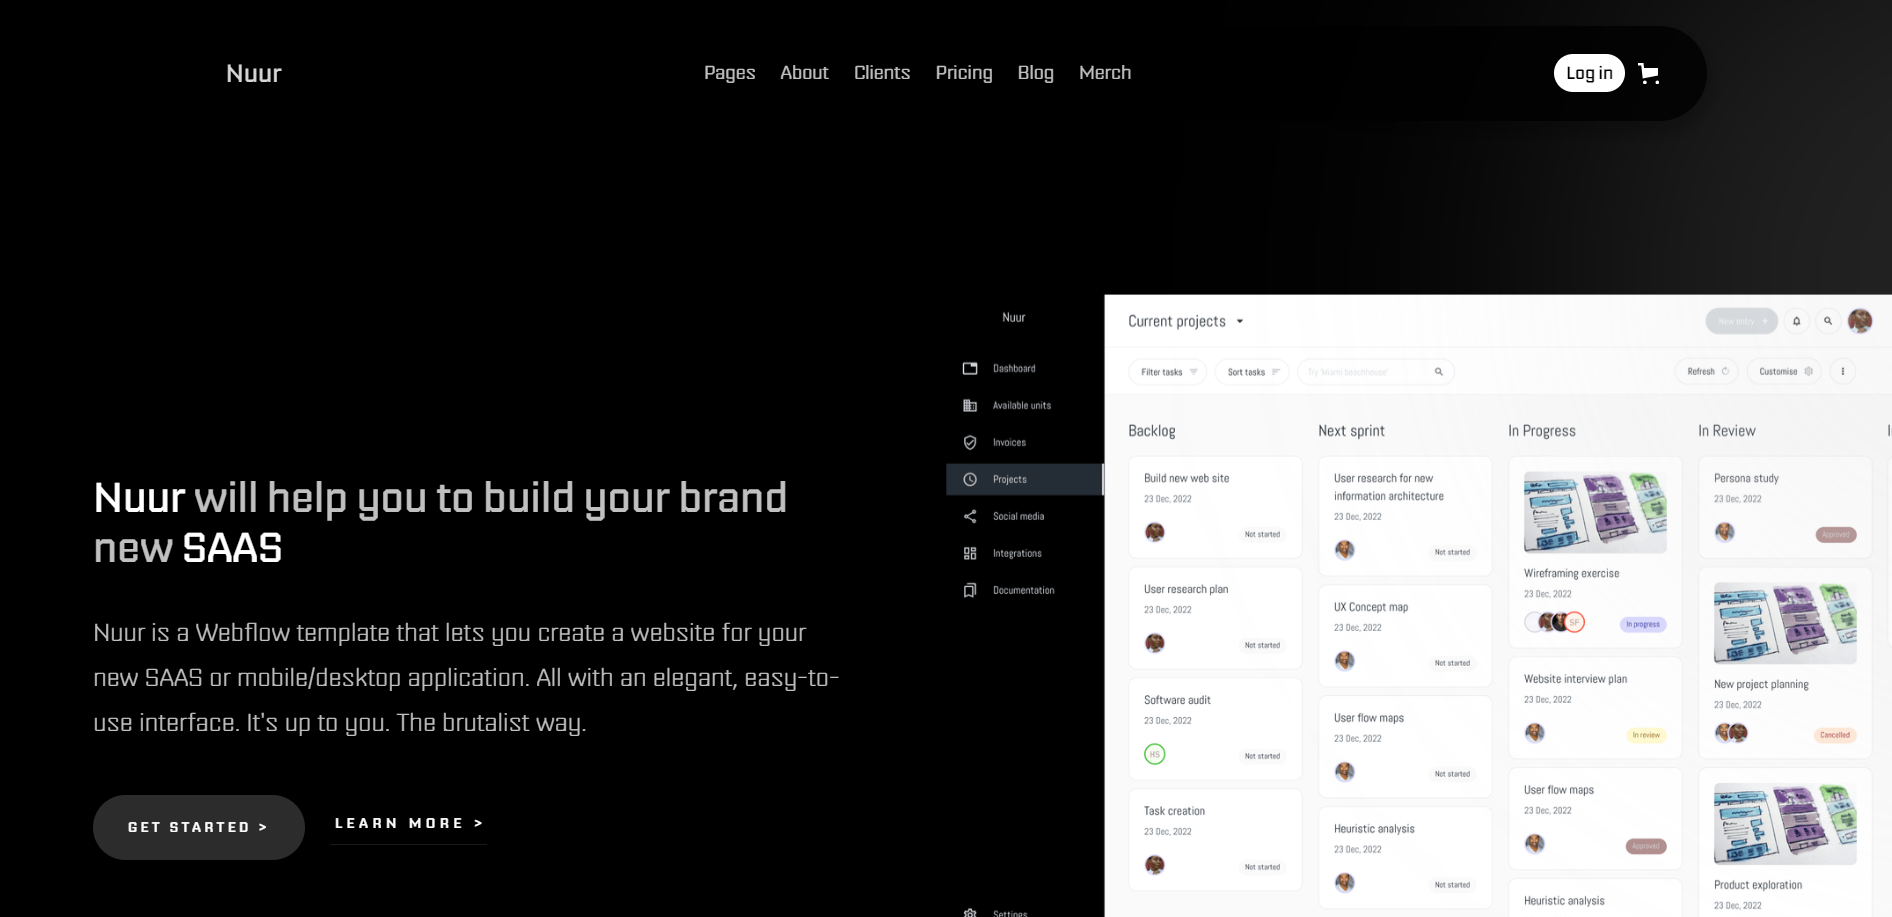 Nuur
Pages About Clients Pricing Blog Merch
Log in
Nuur will help you to build your brand
new SAAS
Nuur is a Webflow template that lets you create a website for your
new SAAS or mobile/desktop application. All with an elegant, easy-to-
use interface. It's up to you. The brutalist way.
GET STARTED >
LEARN MORE >
Nuur
Dashboard
Available units
Invoices
Projects
Social media
Integrations
Documentation
Settings
Current projects
New entry +
Filter tasks
Sort tasks
Try 'Miami beachhouse'
Refresh
Customise
Backlog
Build new web site
23 Dec, 2022
Not started
User research plan
23 Dec, 2022
Not started
Software audit
23 Dec, 2022
HS
Not started
Task creation
23 Dec, 2022
Not started
Next sprint
User research for new
information architecture
23 Dec, 2022
Not started
UX Concept map
23 Dec, 2022
Not started
User flow maps
23 Dec, 2022
Not started
Heuristic analysis
23 Dec, 2022
Not started
In Progress
Wireframing exercise
23 Dec, 2022
SF
In progress
Website interview plan
23 Dec, 2022
In review
User flow maps
23 Dec, 2022
Approved
Heuristic analysis
In Review
Persona study
23 Dec, 2022
Approved
New project planning
23 Dec, 2022
Cancelled
Product exploration
23 Dec, 2022